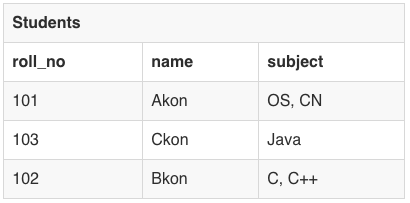 Students
roll_no name subject
101 Akon OS, CN
103 Ckon Java
102 Bkon C, C++